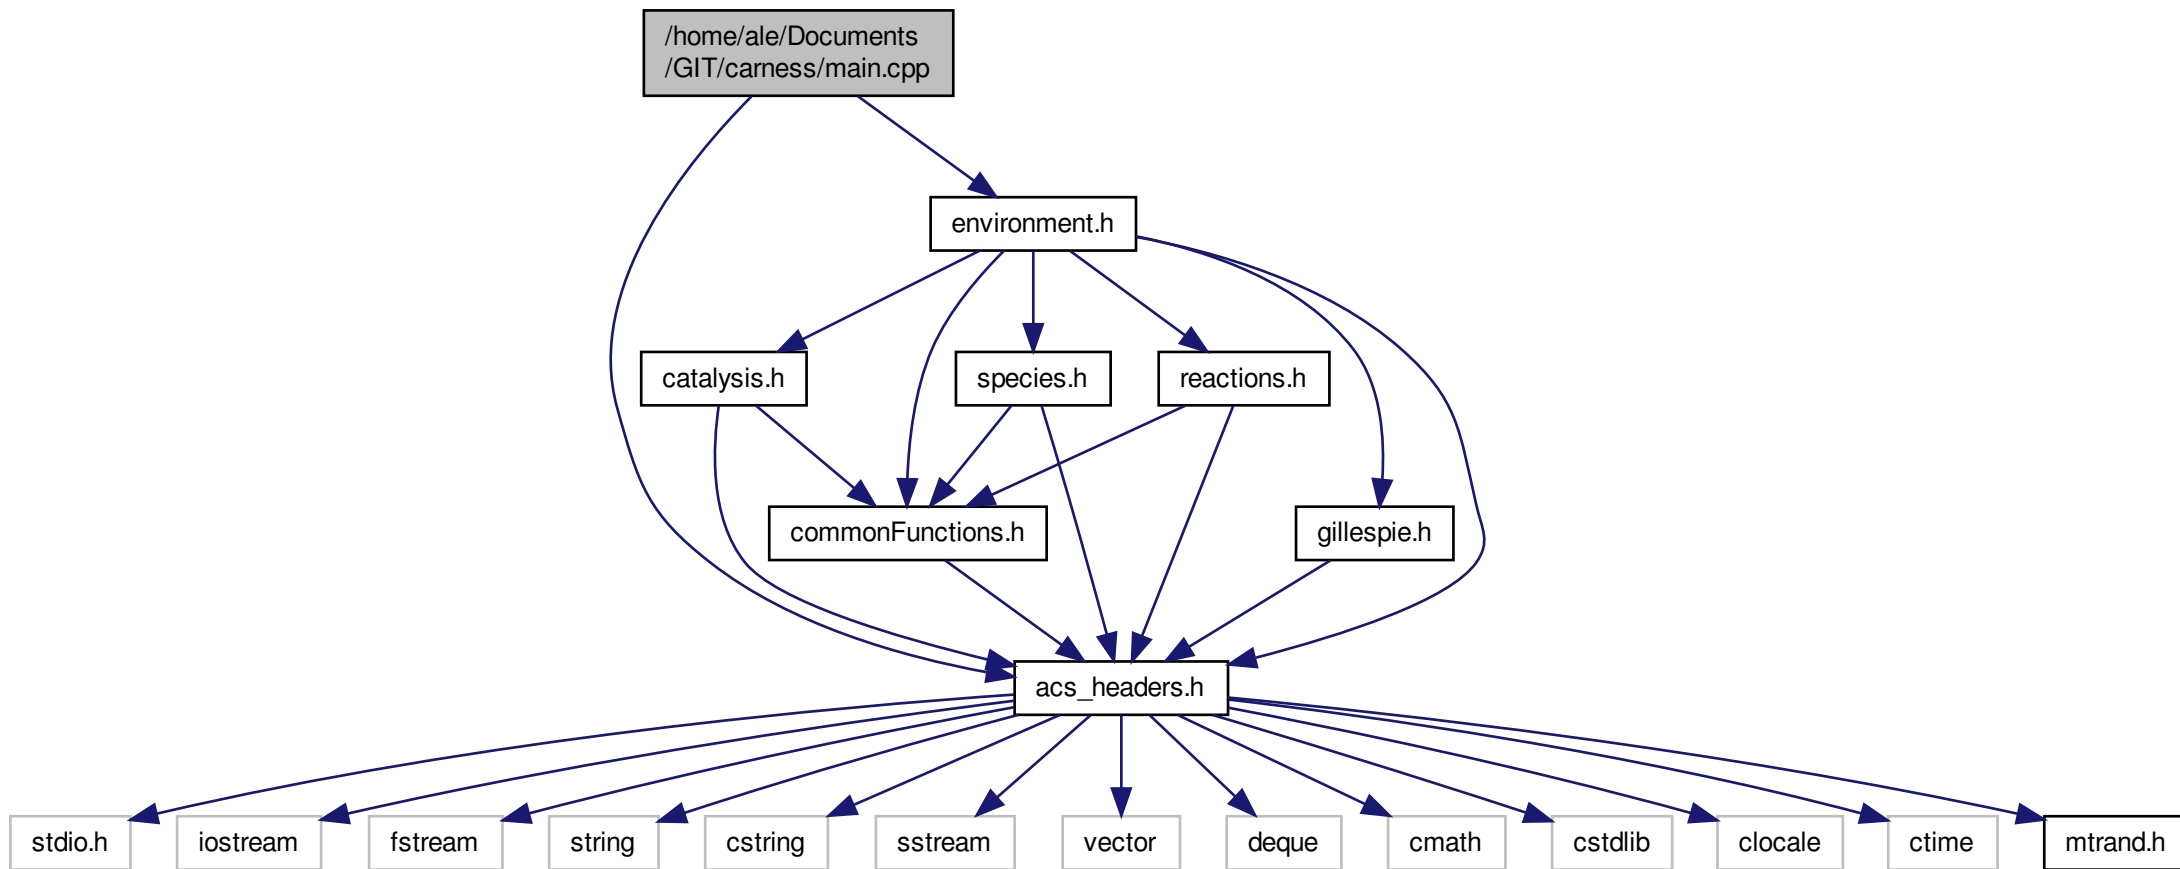 /home/ale/Documents
/GIT/carness/main.cpp
environment.h
catalysis.h
species.h
reactions.h
commonFunctions.h
gillespie.h
acs_headers.h
stdio.h
iostream
fstream
string
cstring
sstream
vector
deque
cmath
cstdlib
clocale
ctime
mtrand.h